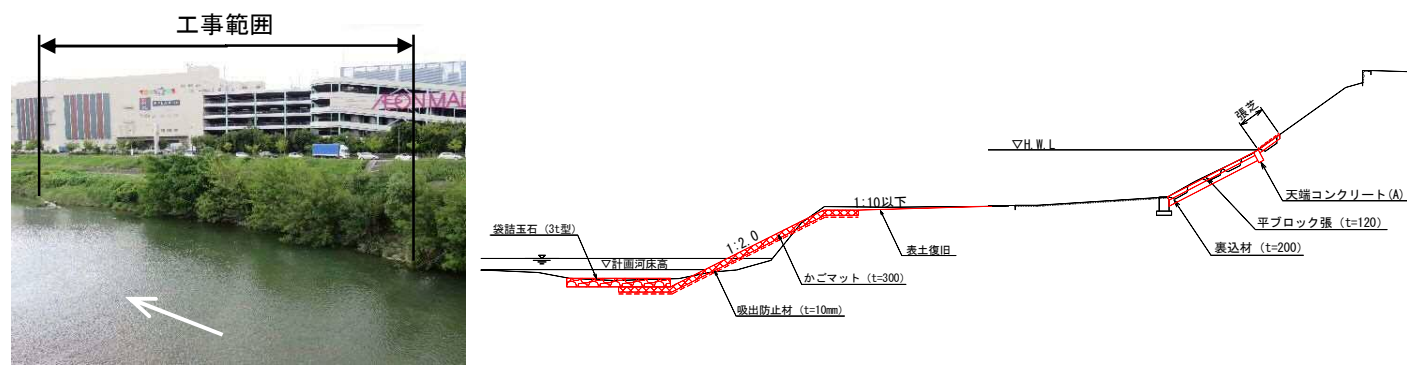 工事範囲
ÆON MAL
▽H.W.L
張芝
天端コンクリート(A)
平ブロック張 (t=120)
裏込材 (t=200)
1:10以下
表土復旧
1:2.0
袋詰玉石 (3t型)
▽計画河床高
かごマット (t=300)
吸出防止材 (t=10mm)